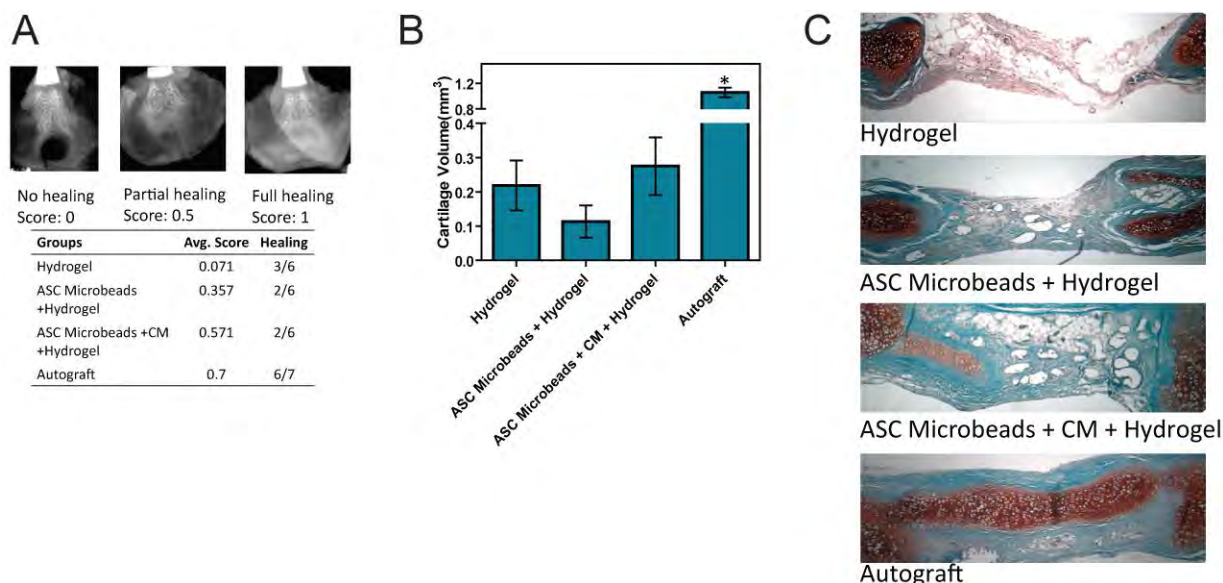 A
No healing
Score: 0
Partial healing
Score: 0.5
Full healing
Score: 1
Groups Avg. Score Healing
Hydrogel 0.071 3/6
ASC Microbeads 0.357 2/6
+Hydrogel
ASC Microbeads +CM 0.571 2/6
+Hydrogel
Autograft 0.7 6/7
B
Cartilage Volume(mm³)
1.2
0.8
0.4
0.3
0.2
0.1
0.0
*
Hydrogel
ASC Microbeads + Hydrogel
ASC Microbeads + CM + Hydrogel
Autograft
C
Hydrogel
ASC Microbeads + Hydrogel
ASC Microbeads + CM + Hydrogel
Autograft